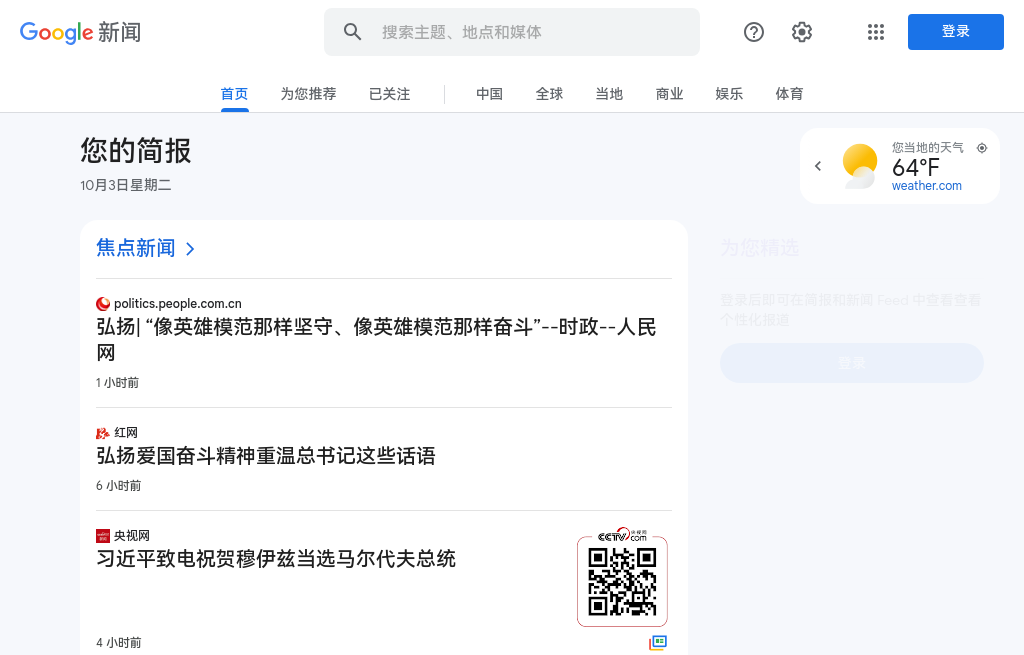 Google 新闻
搜索主题、地点和媒体
登录
首页
为您推荐
已关注
中国
全球
当地
商业
娱乐
体育
您的简报
10月3日星期二
您当地的天气
64°F
weather.com
焦点新闻
为您精选
登录后即可在简报和新闻 Feed 中查看查看
个性化报道
登录
politics.people.com.cn
弘扬| “像英雄模范那样坚守、像英雄模范那样奋斗”--时政--人民
网
1 小时前
红网
弘扬爱国奋斗精神重温总书记这些话语
6 小时前
央视网
习近平致电祝贺穆伊兹当选马尔代夫总统
CCTV 央视网
com
4 小时前